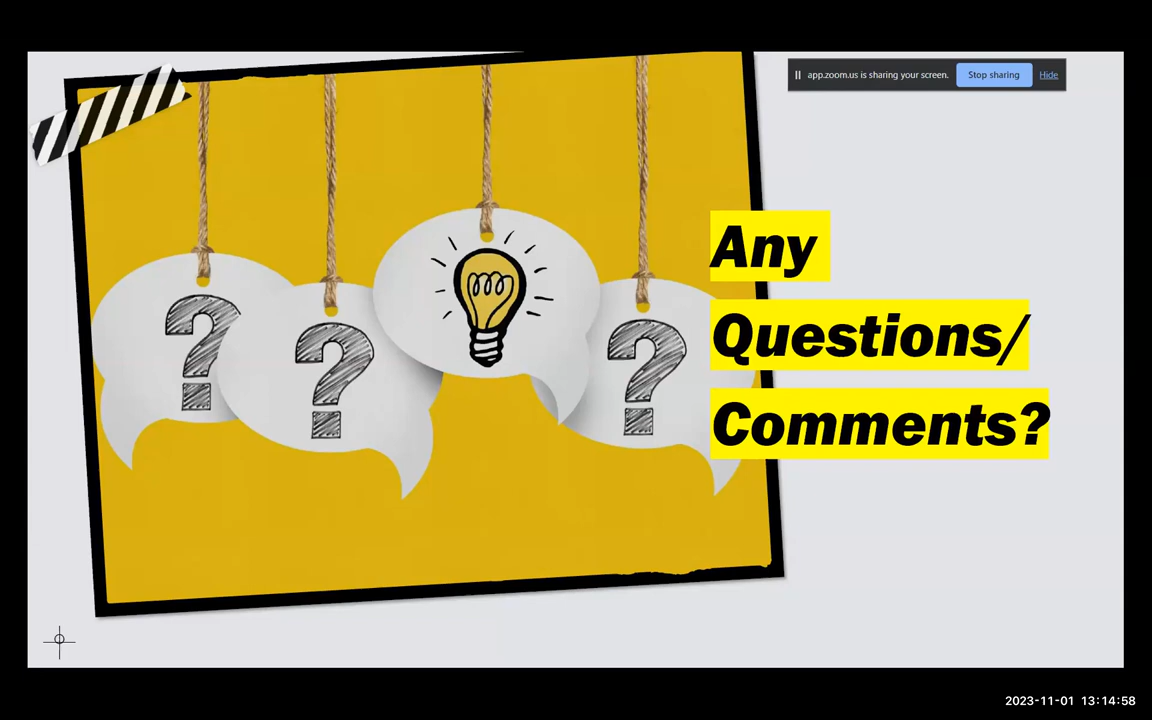 app.zoom.us is sharing your screen. Stop sharing Hide
?
?
?
Any
Questions/
Comments?
2023-11-01 13:14:58